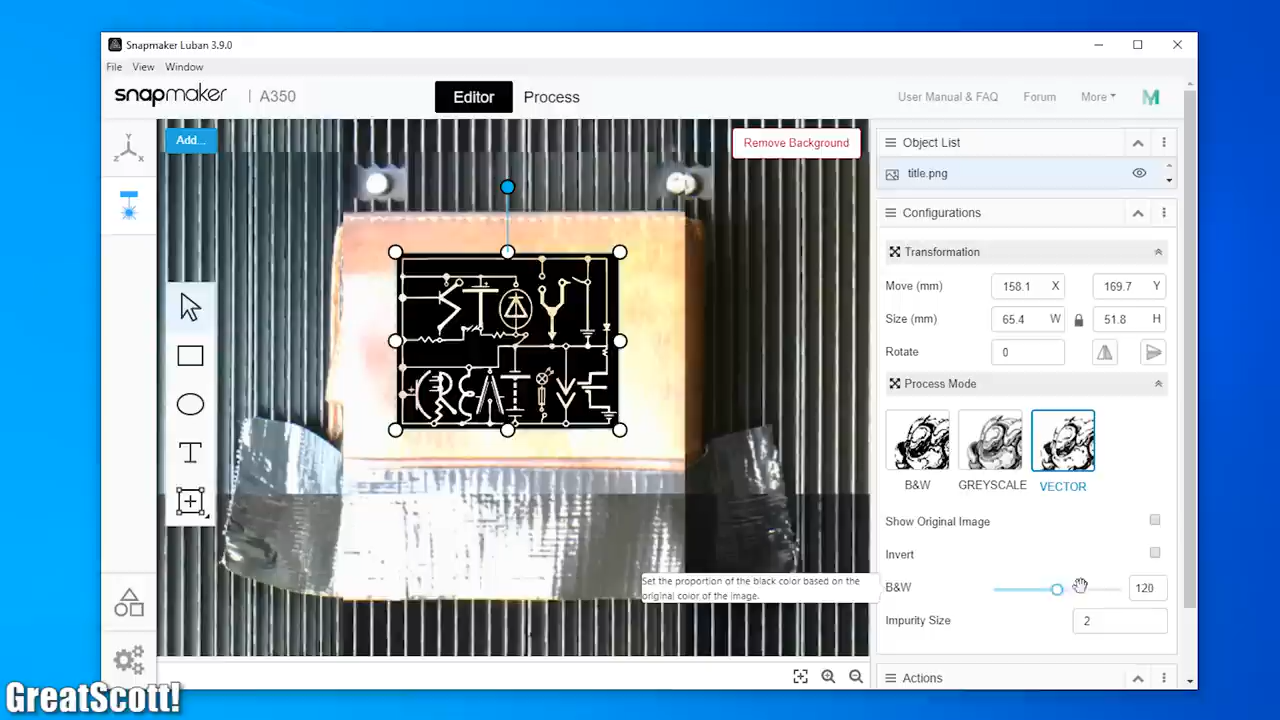 Snapmaker Luban 3.9.0
File View Window
snapmaker | A350
Editor Process
User Manual & FAQ Forum More
Add...
Remove Background
Object List
title.png
Configurations
Transformation
Move (mm) 158.1 X 169.7 Y
Size (mm) 65.4 W 51.8 H
Rotate 0
Process Mode
B&W GREYSCALE VECTOR
Show Original Image
Invert
B&W 120
Set the proportion of the black color based on the
original color of the image.
Impurity Size 2
Actions
STAY
CREATIVE
GreatScott!